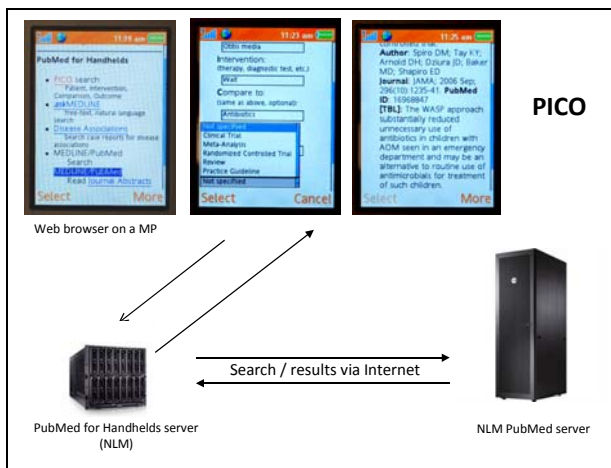 11:19 am
PubMed for Handhelds
• PICO search
Patient, Intervention,
Comparison, Outcome
• askMEDLINE
free-text, natural language
search
• Disease Associations
Search case reports for disease
associations
• MEDLINE/PubMed
Search
MEDLINE/PubMed
Read Journal Abstracts
Select More
11:23 am
Otitis media
Intervention:
(therapy, diagnostic test, etc.)
Wait
Compare to:
(same as above, optional)
Antibiotics
Not specified
Clinical Trial
Meta-Analysis
Randomized Controlled Trial
Review
Practice Guideline
Not specified
Select Cancel
11:25 am
Author: Spiro DM; Tay KY;
Arnold DH; Dziura JD; Baker
MD; Shapiro ED
Journal: JAMA; 2006 Sep;
296(10):1235-41. PubMed
ID: 16968847
[TBL]: The WASP approach
substantially reduced
unnecessary use of
antibiotics in children with
AOM seen in an emergency
department and may be an
alternative to routine use of
antimicrobials for treatment
of such children.
Select More
PICO
Web browser on a MP
Search / results via Internet
PubMed for Handhelds server
(NLM)
NLM PubMed server